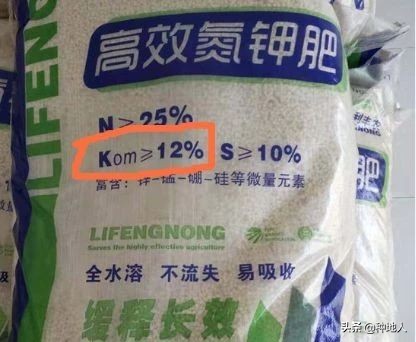 LIFENG
高效氮钾肥
N≥25%
Kom≥12% S≥10%
富含:锌-锰-硼-硅等微量元素
LIFENGNONG
Serves the highly effective agriculture
全水溶 不流失 易吸收
缓释长效
头条 @种地人